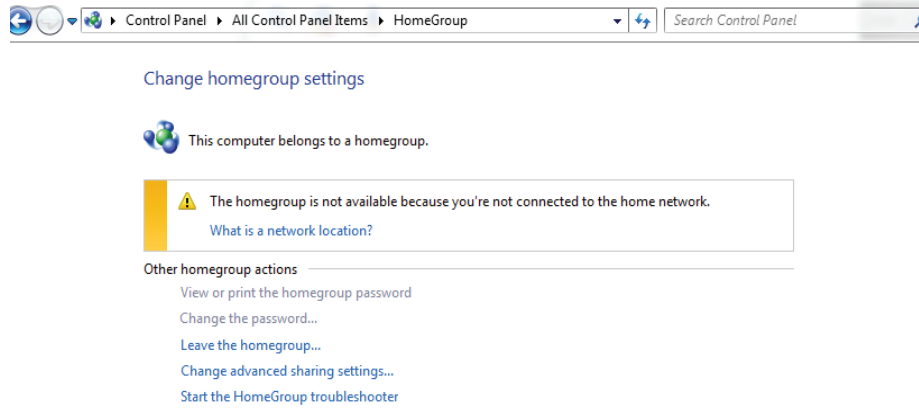 Control Panel ▸ All Control Panel Items ▸ HomeGroup
Search Control Panel
Change homegroup settings
This computer belongs to a homegroup.
The homegroup is not available because you're not connected to the home network.
What is a network location?
Other homegroup actions
View or print the homegroup password
Change the password...
Leave the homegroup...
Change advanced sharing settings...
Start the HomeGroup troubleshooter